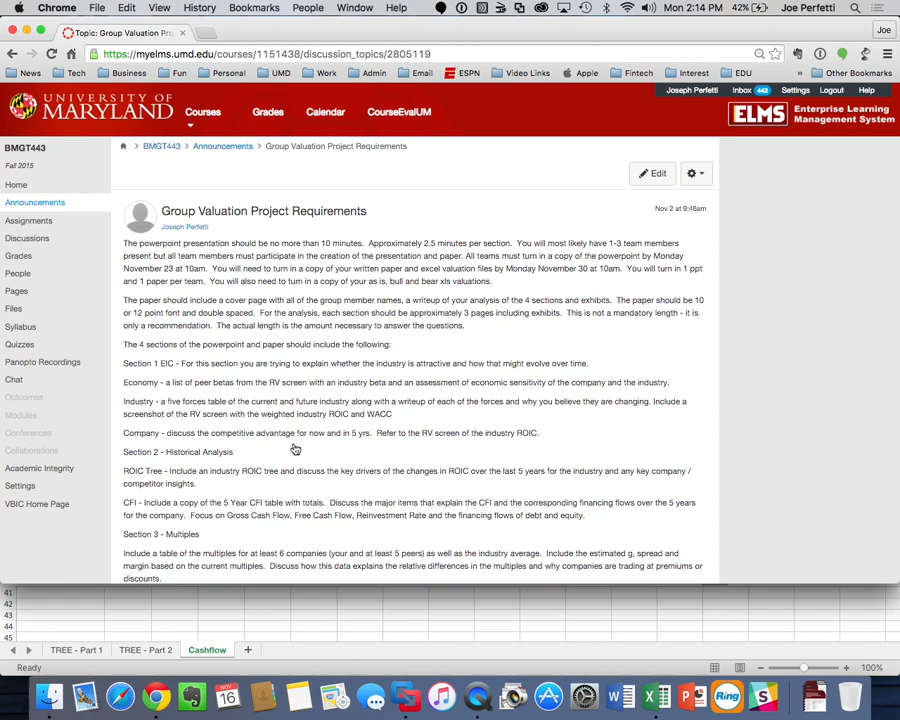 Chrome File Edit View History Bookmarks People Window Help Mon 2:14 PM 42% Joe Perfetti
Topic: Group Valuation Pro Joe
https://myelms.umd.edu/courses/1151438/discussion_topics/2805119
News Tech Business Fun Personal UMD Work Admin Email ESPN Video Links Apple Fintech Interest EDU » Other Bookmarks
Joseph Perfetti Inbox 442 Settings Logout Help
UNIVERSITY OF MARYLAND Courses Grades Calendar CourseEvalUM ELMS Enterprise Learning Management System
BMGT443
Fall 2015
Home
Announcements
Assignments
Discussions
Grades
People
Pages
Files
Syllabus
Quizzes
Panopto Recordings
Chat
Outcomes
Modules
Conferences
Collaborations
Academic Integrity
Settings
VBIC Home Page
BMGT443 Announcements Group Valuation Project Requirements
Edit
Group Valuation Project Requirements Nov 2 at 9:46am
Joseph Perfetti
The powerpoint presentation should be no more than 10 minutes. Approximately 2.5 minutes per section. You will most likely have 1-3 team members
present but all team members must participate in the creation of the presentation and paper. All teams must turn in a copy of the powerpoint by Monday
November 23 at 10am. You will need to turn in a copy of your written paper and excel valuation files by Monday November 30 at 10am. You will turn in 1 ppt
and 1 paper per team. You will also need to turn in a copy of your as is, bull and bear xls valuations.
The paper should include a cover page with all of the group member names, a writeup of your analysis of the 4 sections and exhibits. The paper should be 10
or 12 point font and double spaced. For the analysis, each section should be approximately 3 pages including exhibits. This is not a mandatory length - it is
only a recommendation. The actual length is the amount necessary to answer the questions.
The 4 sections of the powerpoint and paper should include the following:
Section 1 EIC - For this section you are trying to explain whether the industry is attractive and how that might evolve over time.
Economy - a list of peer betas from the RV screen with an industry beta and an assessment of economic sensitivity of the company and the industry.
Industry - a five forces table of the current and future industry along with a writeup of each of the forces and why you believe they are changing. Include a
screenshot of the RV screen with the weighted industry ROIC and WACC
Company - discuss the competitive advantage for now and in 5 yrs. Refer to the RV screen of the industry ROIC.
Section 2 - Historical Analysis
ROIC Tree - Include an industry ROIC tree and discuss the key drivers of the changes in ROIC over the last 5 years for the industry and any key company /
competitor insights.
CFI - Include a copy of the 5 Year CFI table with totals. Discuss the major items that explain the CFI and the corresponding financing flows over the 5 years
for the company. Focus on Gross Cash Flow, Free Cash Flow, Reinvestment Rate and the financing flows of debt and equity.
Section 3 - Multiples
Include a table of the multiples for at least 6 companies (your and at least 5 peers) as well as the industry average. Include the estimated g, spread and
margin based on the current multiples. Discuss how this data explains the relative differences in the multiples and why companies are trading at premiums or
discounts.
41
42
43
44
45
TREE - Part 1 TREE - Part 2 Cashflow +
Ready 100%
NOV 16 Ring